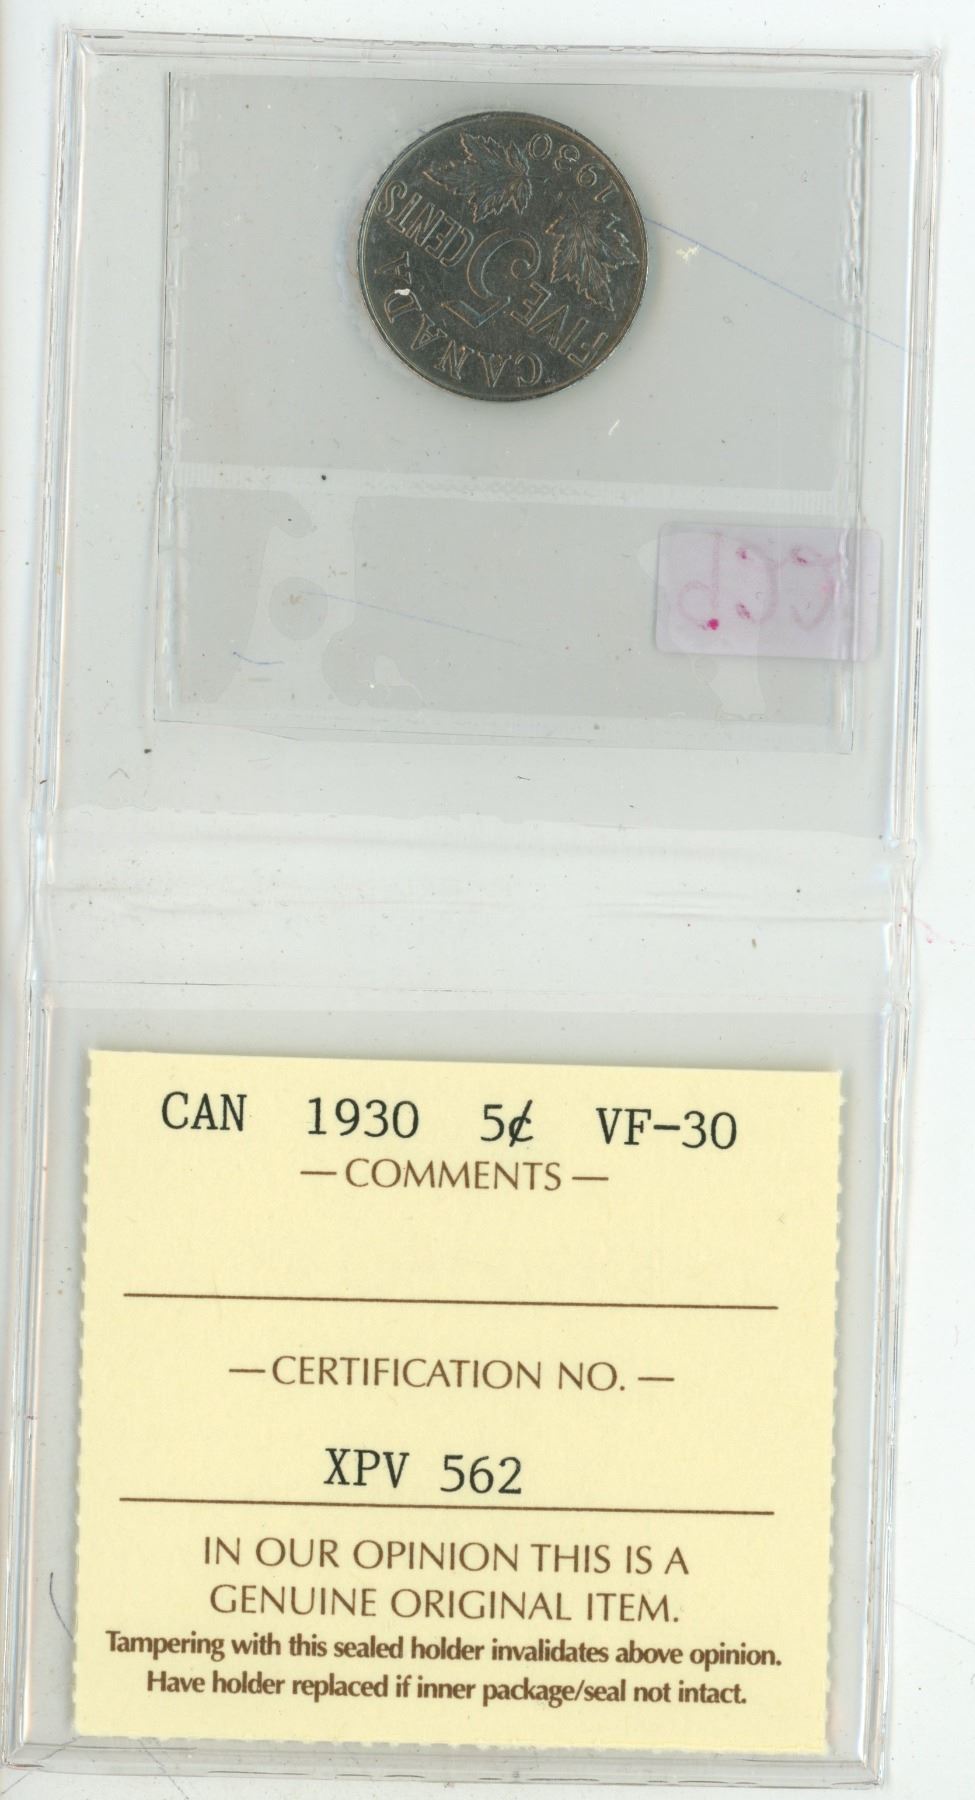 CANADA
5
FIVE CENTS
1930
CAN 1930 5¢ VF-30
— COMMENTS —
— CERTIFICATION NO. —
XPV 562
IN OUR OPINION THIS IS A
GENUINE ORIGINAL ITEM.
Tampering with this sealed holder invalidates above opinion.
Have holder replaced if inner package/seal not intact.